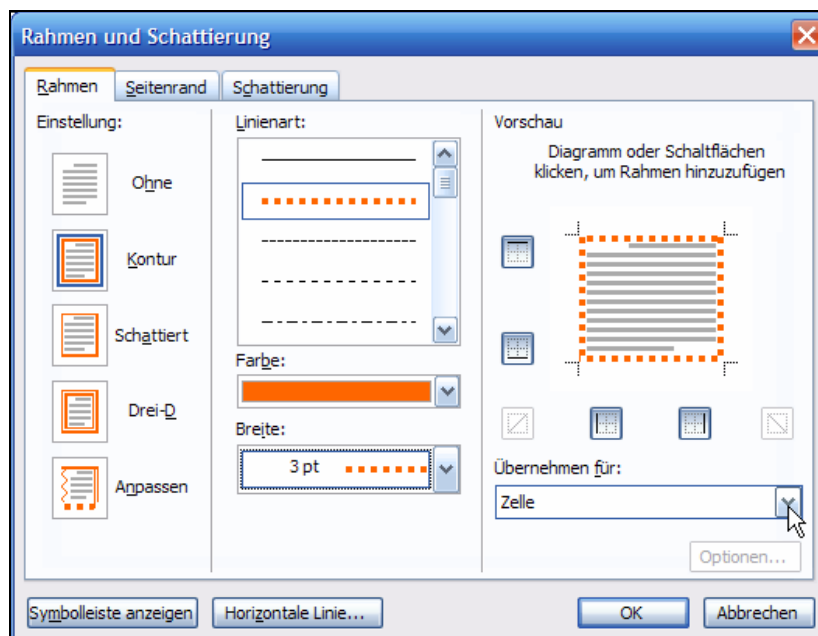 Rahmen und Schattierung
Rahmen
Seitenrand
Schattierung
Einstellung:
Ohne
Kontur
Schattiert
Drei-D
Anpassen
Linienart:
Farbe:
Breite:
3 pt
Vorschau
Diagramm oder Schaltflächen
klicken, um Rahmen hinzuzufügen
Übernehmen für:
Zelle
Optionen...
Symbolleiste anzeigen
Horizontale Linie...
OK
Abbrechen